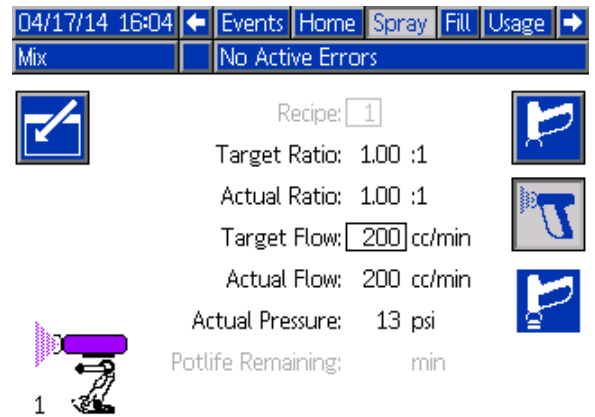 04/17/14 16:04 Events Home Spray Fill Usage
Mix No Active Errors
Recipe: 1
Target Ratio: 1.00 :1
Actual Ratio: 1.00 :1
Target Flow: 200 cc/min
Actual Flow: 200 cc/min
Actual Pressure: 13 psi
Potlife Remaining: min
1